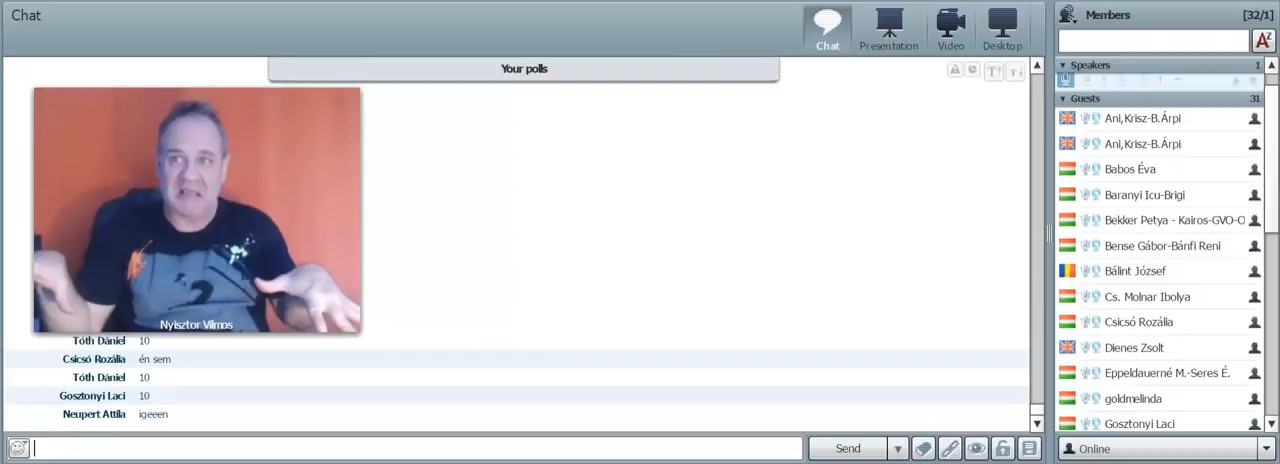 Chat
Chat
Presentation
Video
Desktop
Your polls
T
T
Nyisztor Vilmos
Tóth Dániel 10
Csicsó Rozália én sem
Tóth Dániel 10
Gosztonyi Laci 10
Neupert Attila igeeen
Send
Members [32/1]
AZ
Speakers 1
Guests 31
Ani,Krisz-B.Árpi
Ani,Krisz-B.Árpi
Babos Éva
Baranyi Icu-Brigi
Bekker Petya - Kairos-GVO-O
Bense Gábor-Bánfi Reni
Bálint József
Cs. Molnar Ibolya
Csicsó Rozália
Dienes Zsolt
Eppeldauerné M.-Seres É.
goldmelinda
Gosztonyi Laci
Online